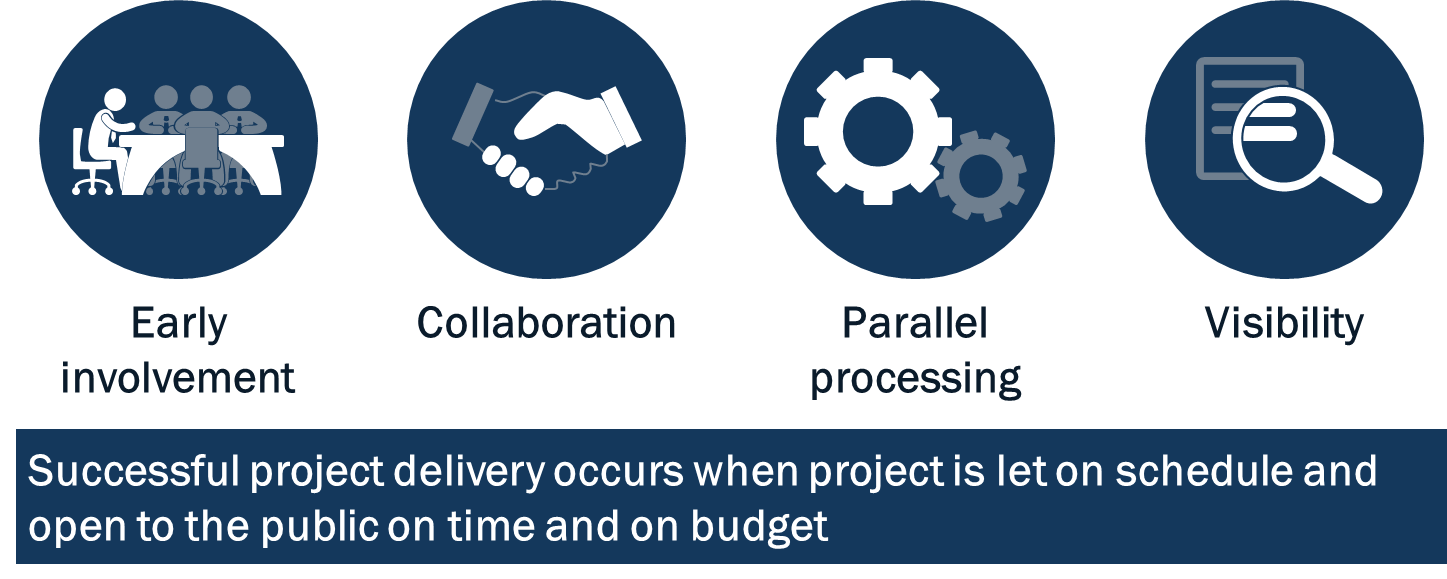 Early
involvement
Collaboration
Parallel
processing
Visibility
Successful project delivery occurs when project is let on schedule and
open to the public on time and on budget